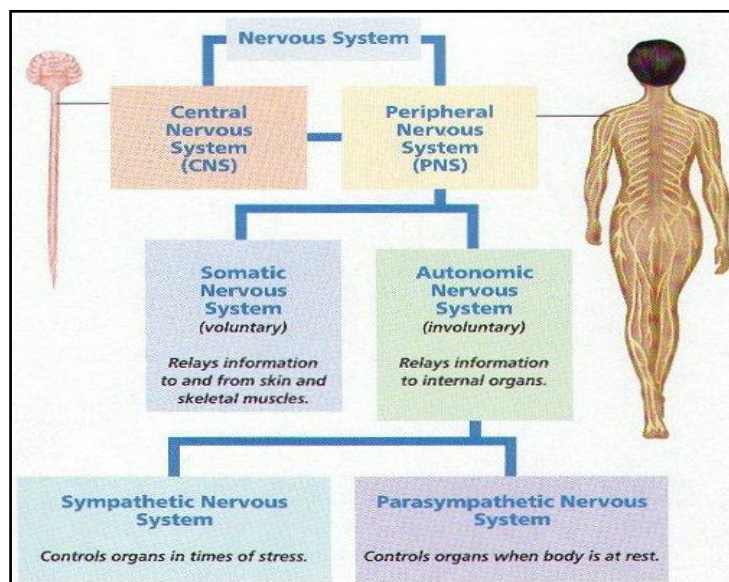 Nervous System
Central
Nervous
System
(CNS)
Peripheral
Nervous
System
(PNS)
Somatic
Nervous
System
(voluntary)
Relays information
to and from skin and
skeletal muscles.
Autonomic
Nervous
System
(involuntary)
Relays information
to internal organs.
Sympathetic Nervous
System
Controls organs in times of stress.
Parasympathetic Nervous
System
Controls organs when body is at rest.